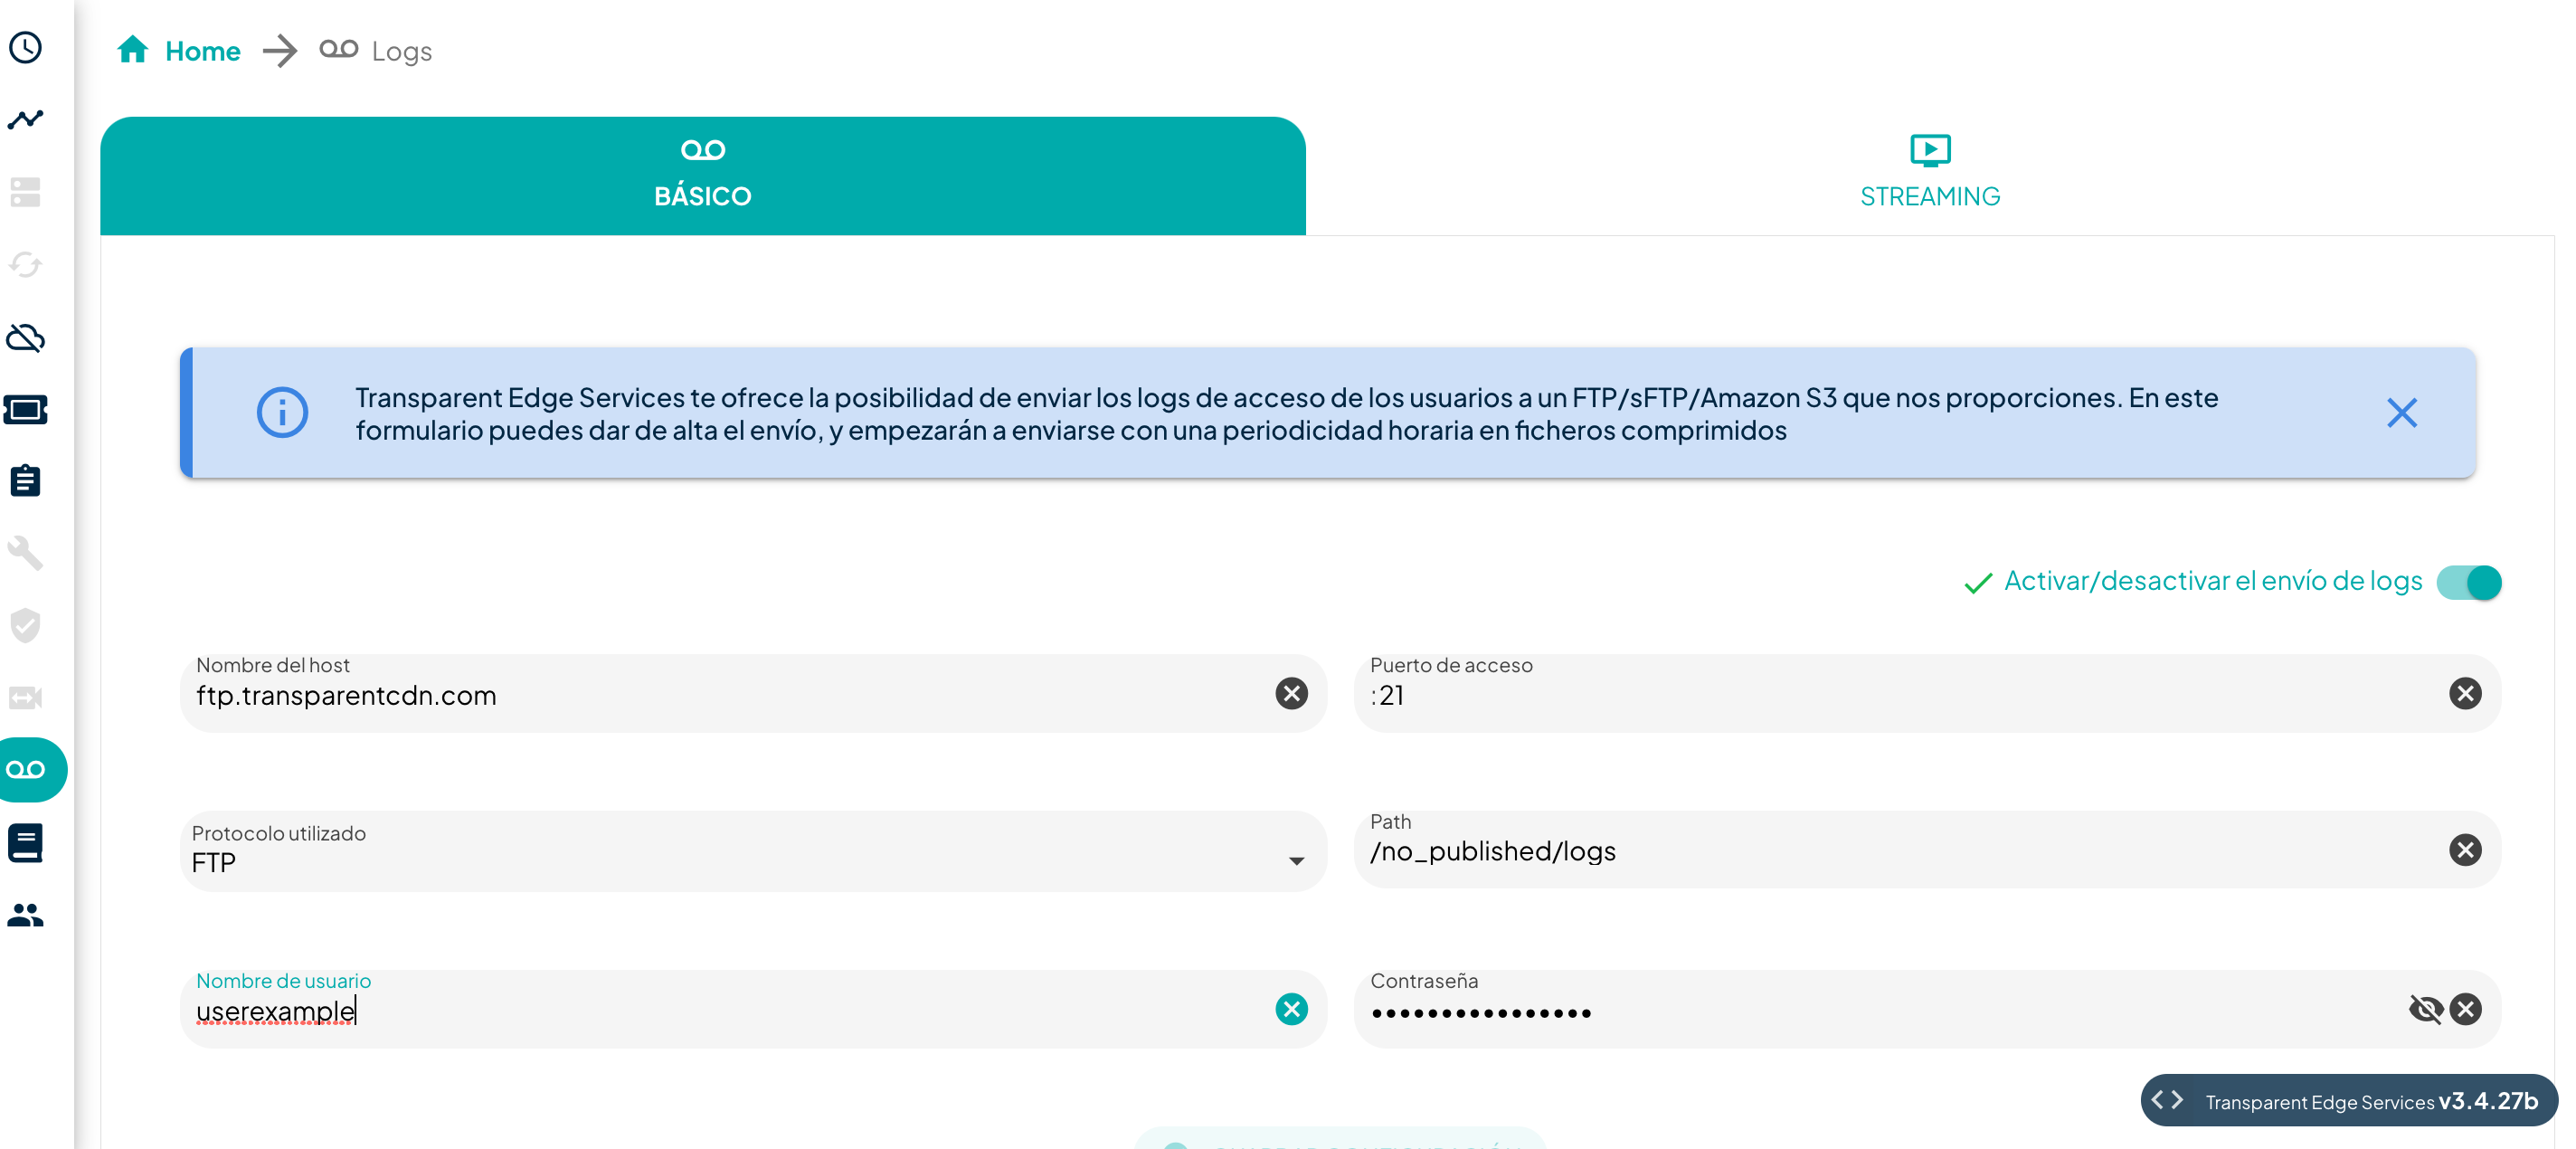 Home Logs
BÁSICO
STREAMING
Transparent Edge Services te ofrece la posibilidad de enviar los logs de acceso de los usuarios a un FTP/sFTP/Amazon S3 que nos proporciones. En este
formulario puedes dar de alta el envío, y empezarán a enviarse con una periodicidad horaria en ficheros comprimidos
Activar/desactivar el envío de logs
Nombre del host
ftp.transparentcdn.com
Puerto de acceso
:21
Protocolo utilizado
FTP
Path
/no_published/logs
Nombre de usuario
userexample
Contraseña
••••••••••••••••
Transparent Edge Services v3.4.27b